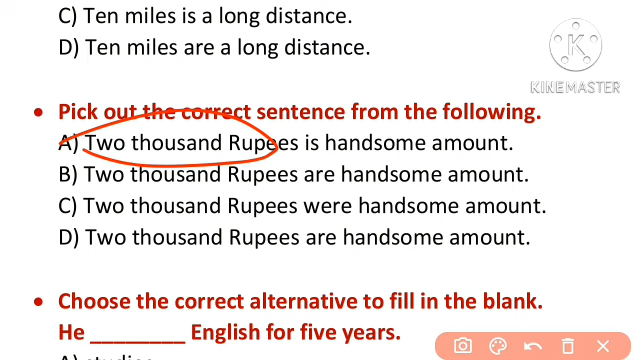 C) Ten miles is a long distance.
D) Ten miles are a long distance.
KINEMASTER
• Pick out the correct sentence from the following.
A) Two thousand Rupees is handsome amount.
B) Two thousand Rupees are handsome amount.
C) Two thousand Rupees were handsome amount.
D) Two thousand Rupees are handsome amount.
• Choose the correct alternative to fill in the blank.
He ________ English for five years.
A) studies